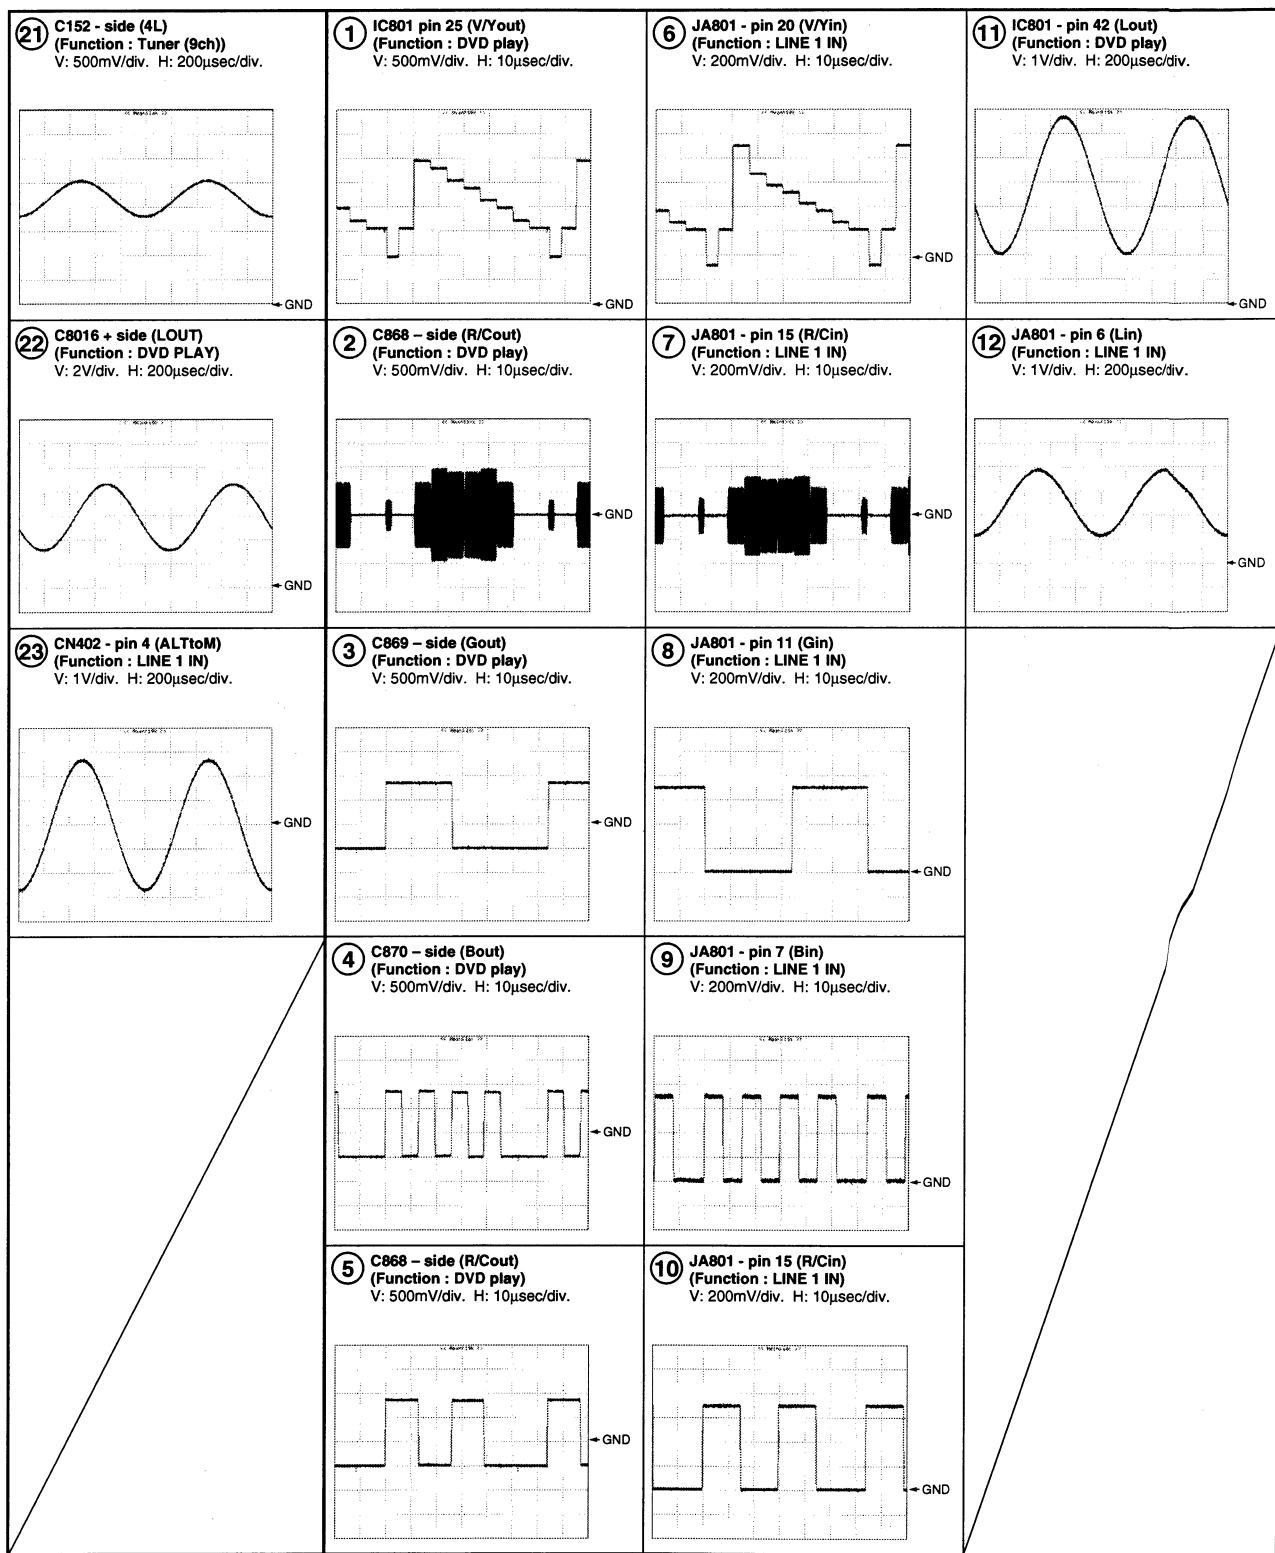 21 C152 - side (4L)
(Function : Tuner (9ch))
V: 500mV/div. H: 200µsec/div.
GND
1 IC801 pin 25 (V/Yout)
(Function : DVD play)
V: 500mV/div. H: 10µsec/div.
GND
6 JA801 - pin 20 (V/Yin)
(Function : LINE 1 IN)
V: 200mV/div. H: 10µsec/div.
GND
11 IC801 - pin 42 (Lout)
(Function : DVD play)
V: 1V/div. H: 200µsec/div.
GND
22 C8016 + side (LOUT)
(Function : DVD PLAY)
V: 2V/div. H: 200µsec/div.
GND
2 C868 – side (R/Cout)
(Function : DVD play)
V: 500mV/div. H: 10µsec/div.
GND
7 JA801 - pin 15 (R/Cin)
(Function : LINE 1 IN)
V: 200mV/div. H: 10µsec/div.
GND
12 JA801 - pin 6 (Lin)
(Function : LINE 1 IN)
V: 1V/div. H: 200µsec/div.
GND
23 CN402 - pin 4 (ALTtoM)
(Function : LINE 1 IN)
V: 1V/div. H: 200µsec/div.
GND
3 C869 – side (Gout)
(Function : DVD play)
V: 500mV/div. H: 10µsec/div.
GND
8 JA801 - pin 11 (Gin)
(Function : LINE 1 IN)
V: 200mV/div. H: 10µsec/div.
GND
4 C870 – side (Bout)
(Function : DVD play)
V: 500mV/div. H: 10µsec/div.
GND
9 JA801 - pin 7 (Bin)
(Function : LINE 1 IN)
V: 200mV/div. H: 10µsec/div.
GND
5 C868 – side (R/Cout)
(Function : DVD play)
V: 500mV/div. H: 10µsec/div.
GND
10 JA801 - pin 15 (R/Cin)
(Function : LINE 1 IN)
V: 200mV/div. H: 10µsec/div.
GND